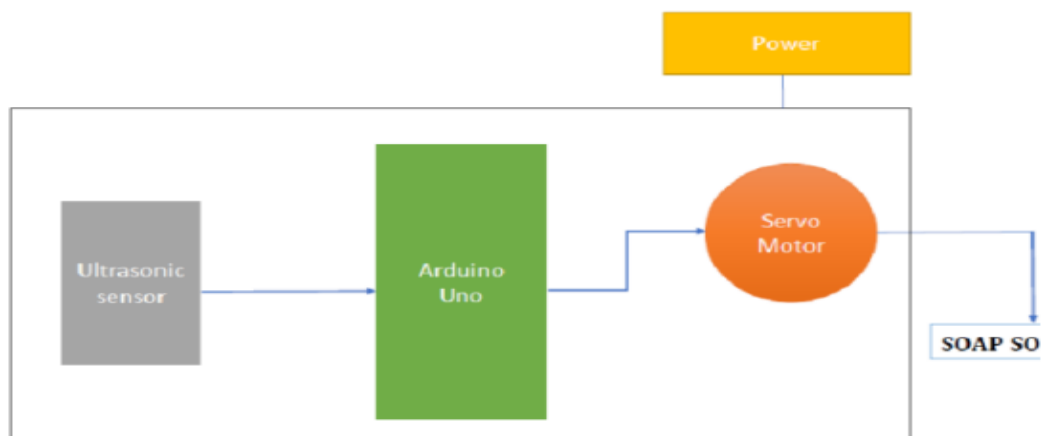 Power
Ultrasonic
sensor
Arduino
Uno
Servo
Motor
SOAP SO